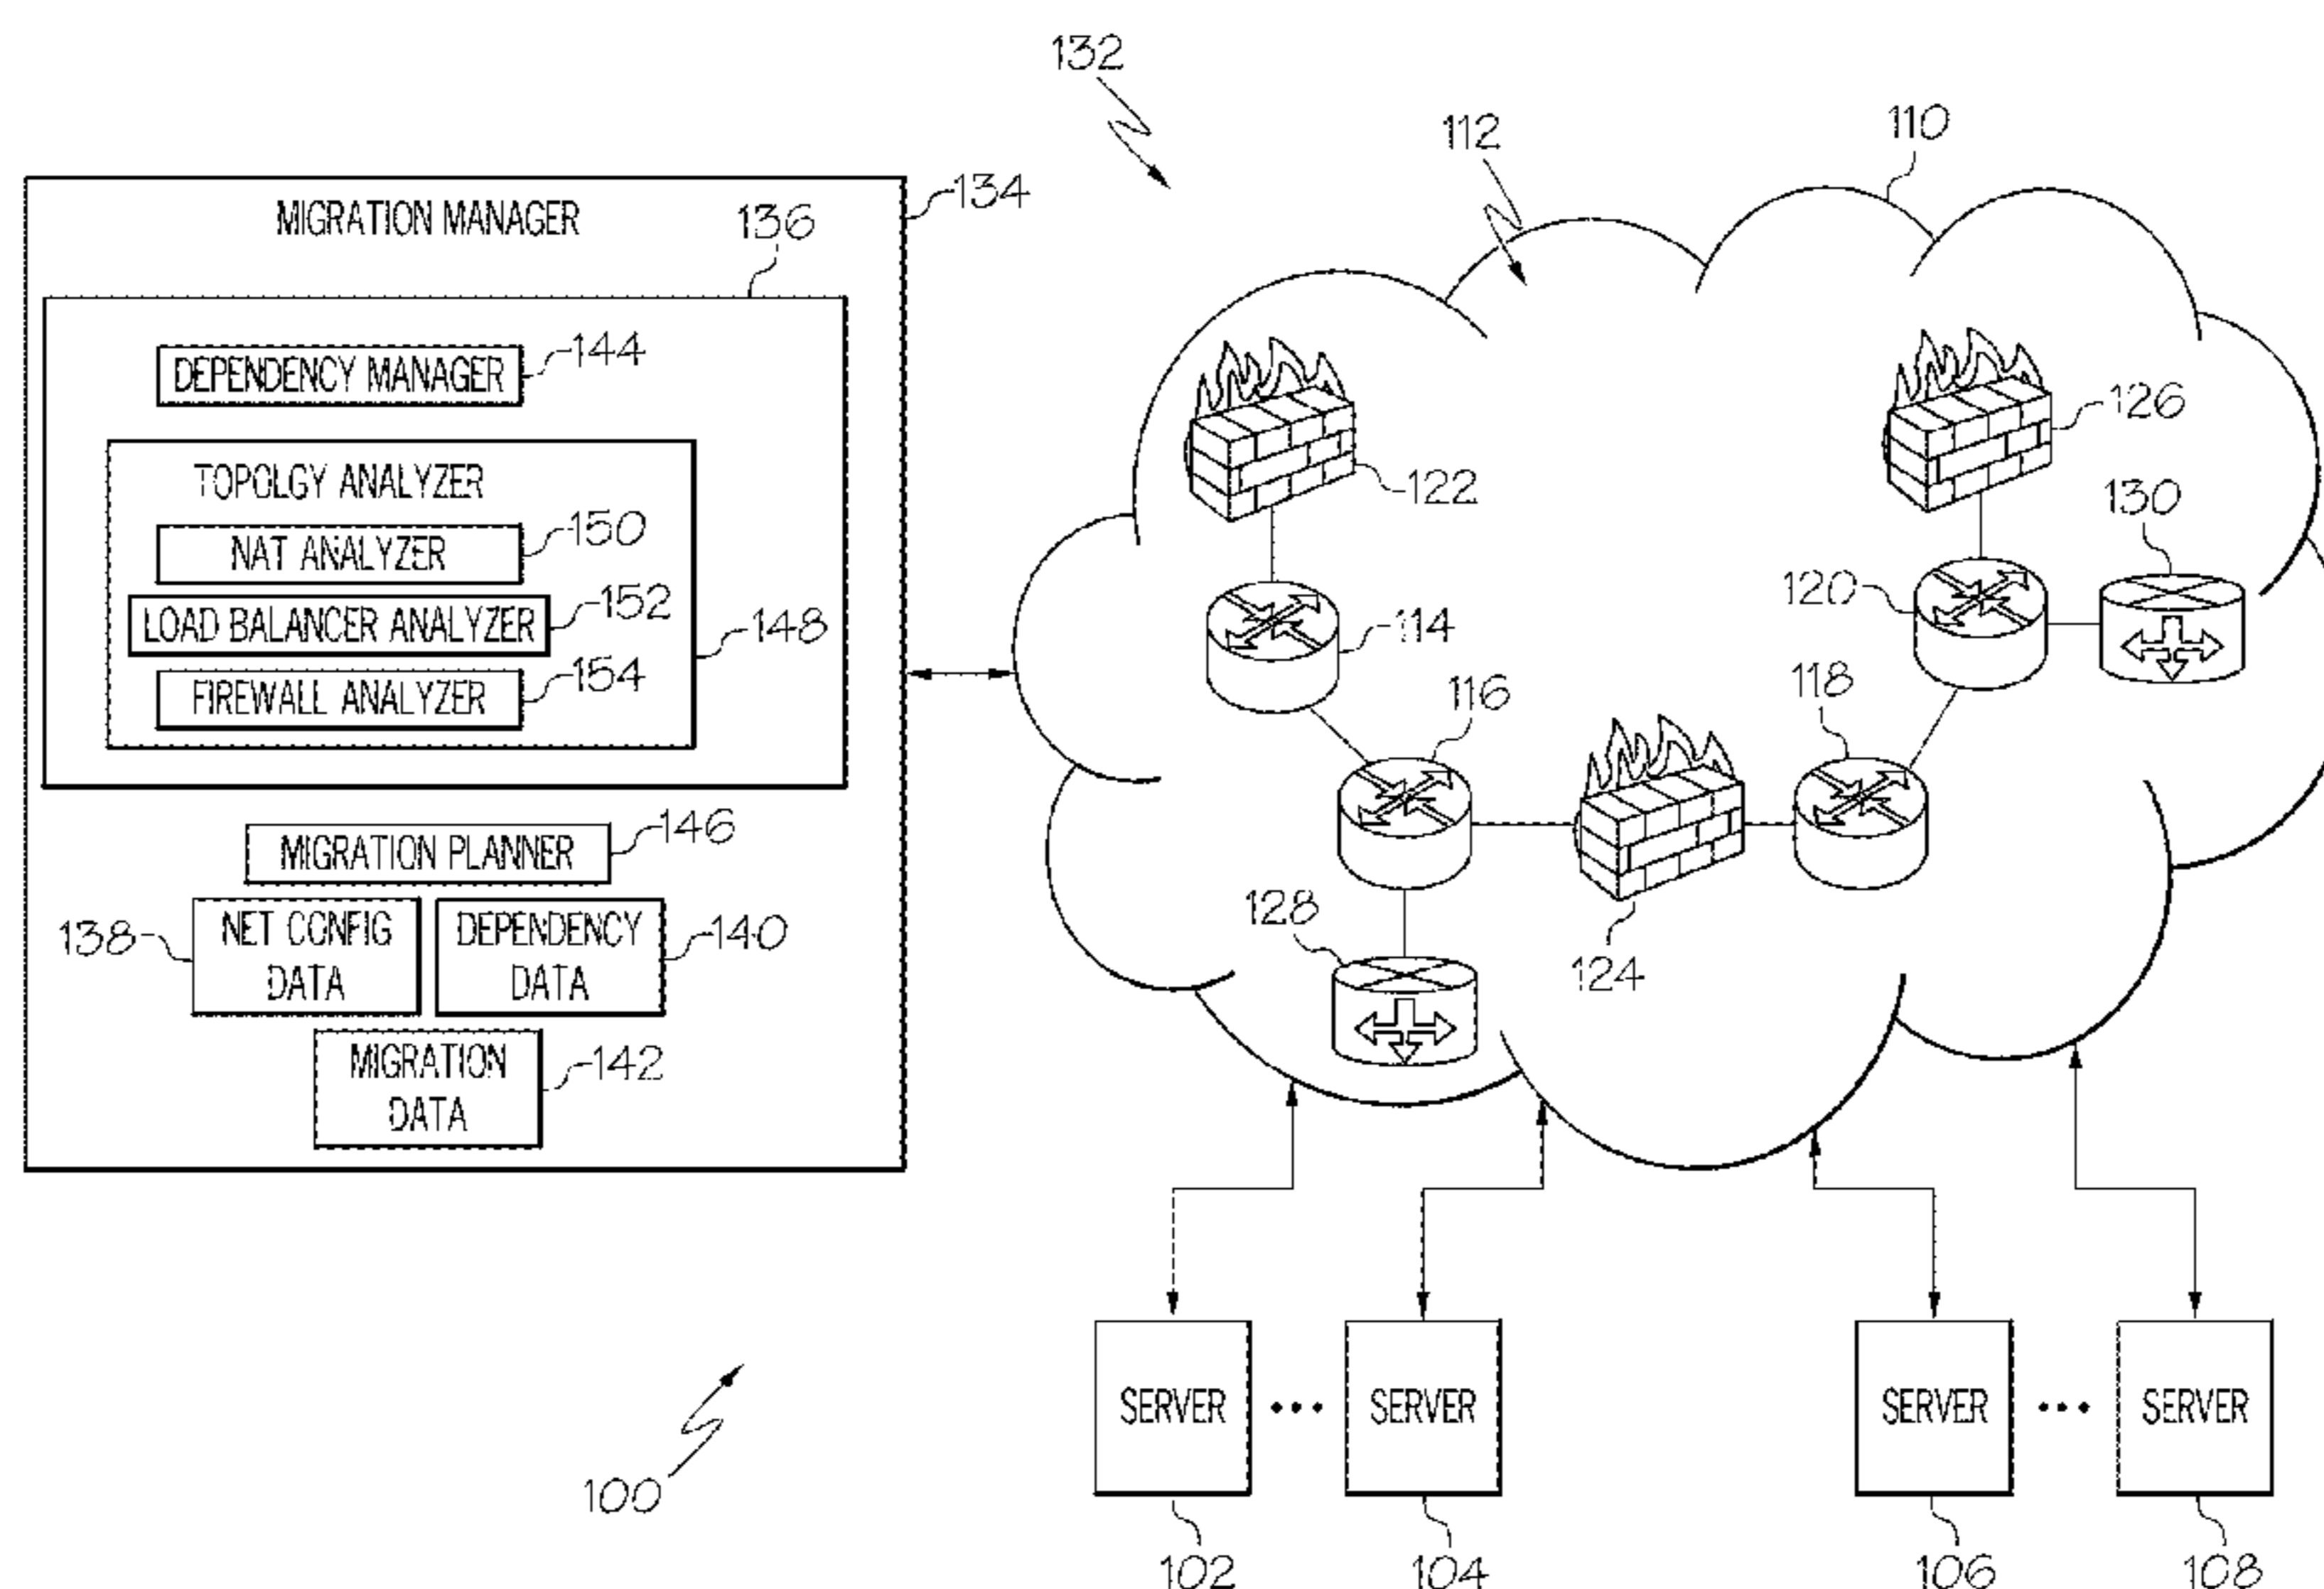 132
110
112
MIGRATION MANAGER
134
136
DEPENDENCY MANAGER
144
TOPOLGY ANALYZER
NAT ANALYZER
150
LOAD BALANCER ANALYZER
152
148
FIREWALL ANALYZER
154
MIGRATION PLANNER
146
138
NET CONFIG
DATA
DEPENDENCY
DATA
140
MIGRATION
DATA
142
126
122
130
120
114
118
116
128
124
SERVER
SERVER
SERVER
SERVER
100
102
104
106
108